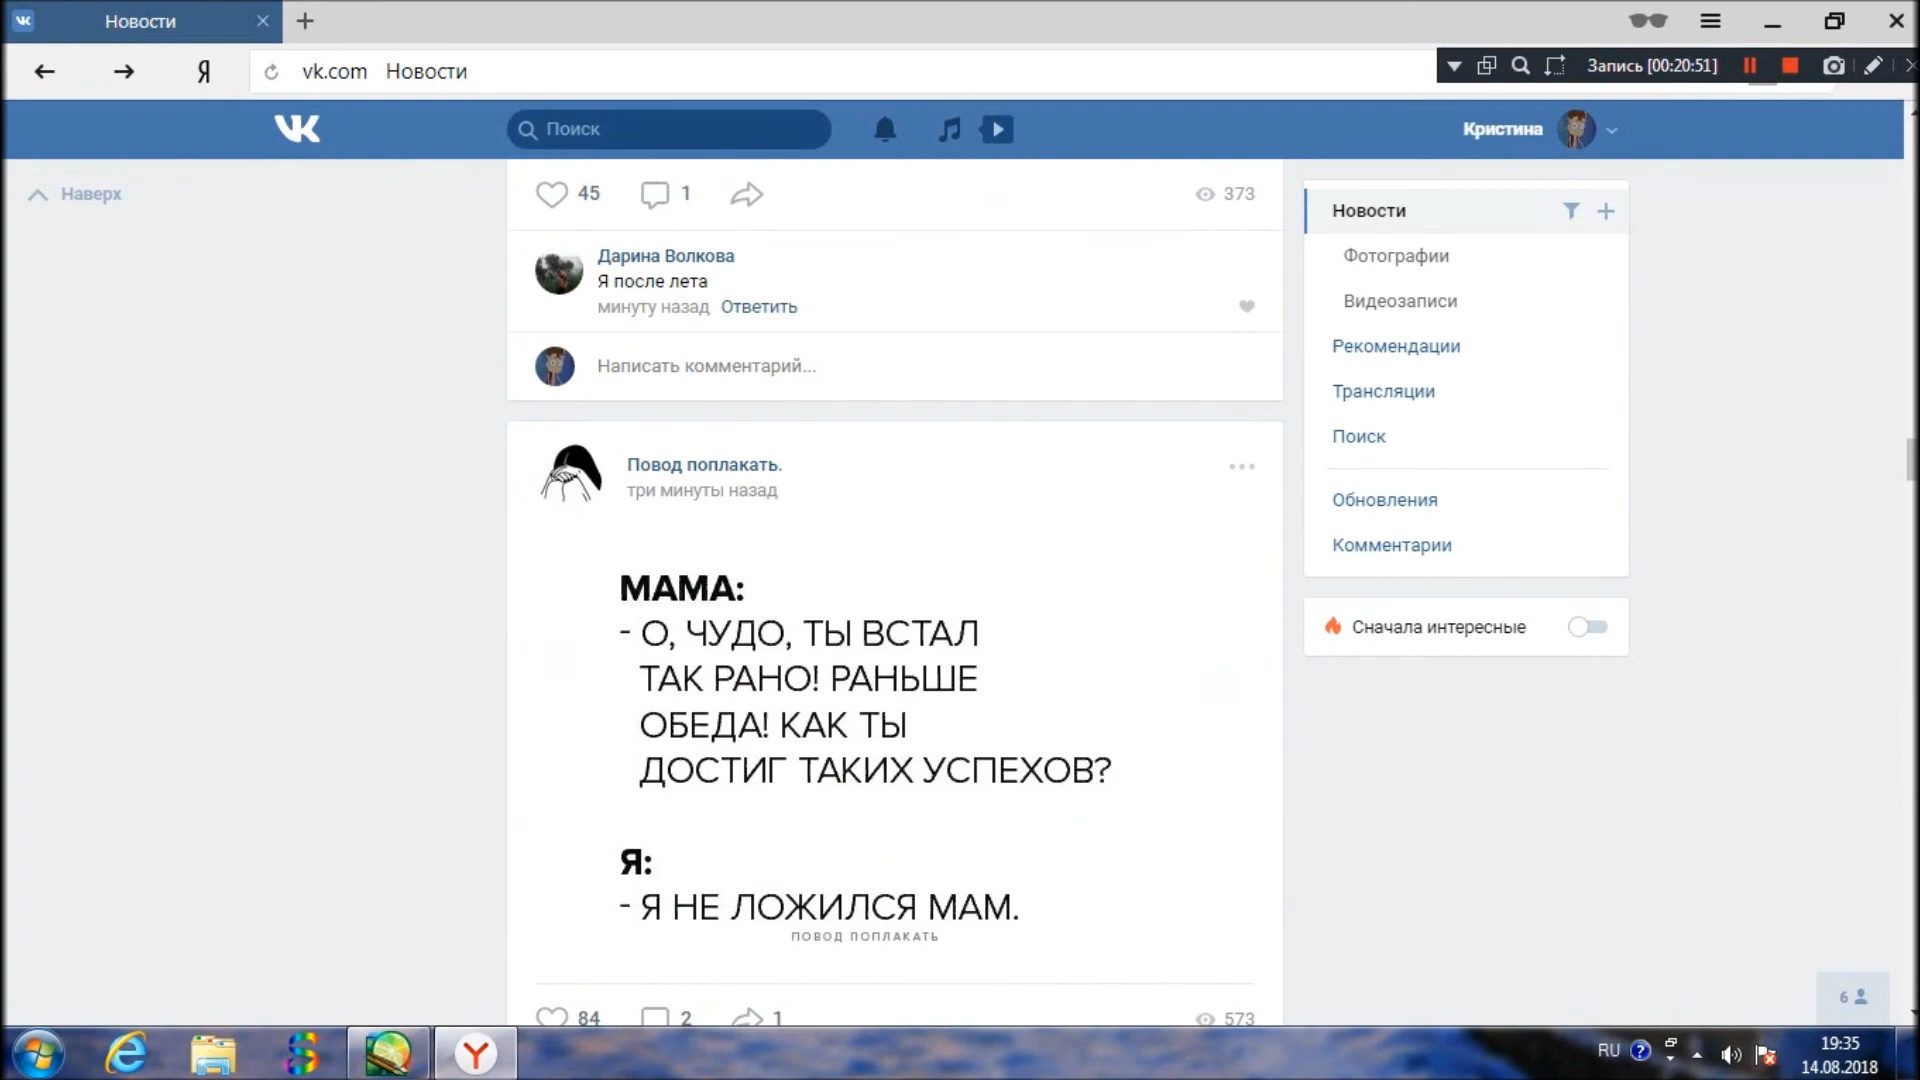 Новости
vk.com Новости
Запись [00:20:51]
Поиск
Кристина
Наверх
45 1 373
Дарина Волкова
Я после лета
минуту назад Ответить
Написать комментарий...
Повод поплакать.
три минуты назад
МАМА:
- О, ЧУДО, ТЫ ВСТАЛ
ТАК РАНО! РАНЬШЕ
ОБЕДА! КАК ТЫ
ДОСТИГ ТАКИХ УСПЕХОВ?
Я:
- Я НЕ ЛОЖИЛСЯ МАМ.
ПОВОД ПОПЛАКАТЬ
84 2 1 573
Новости
Фотографии
Видеозаписи
Рекомендации
Трансляции
Поиск
Обновления
Комментарии
Сначала интересные
6
RU
19:35
14.08.2018